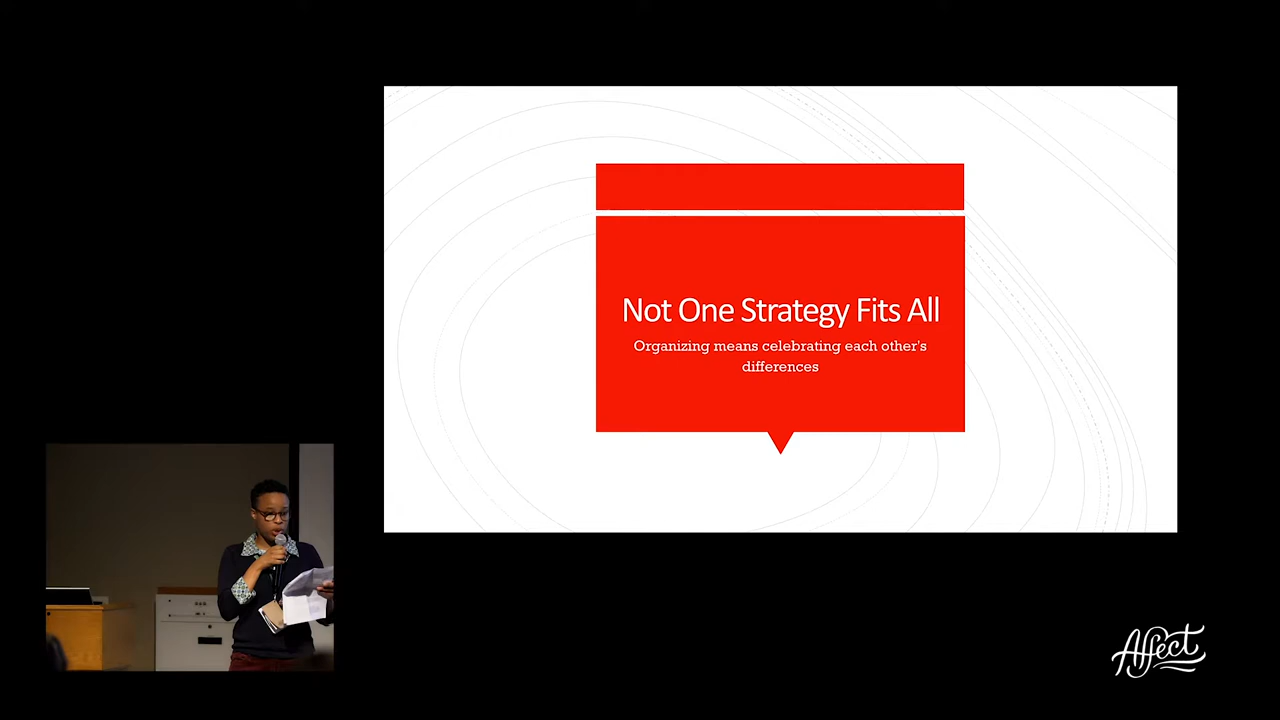 Not One Strategy Fits All
Organizing means celebrating each other's
differences
Affect